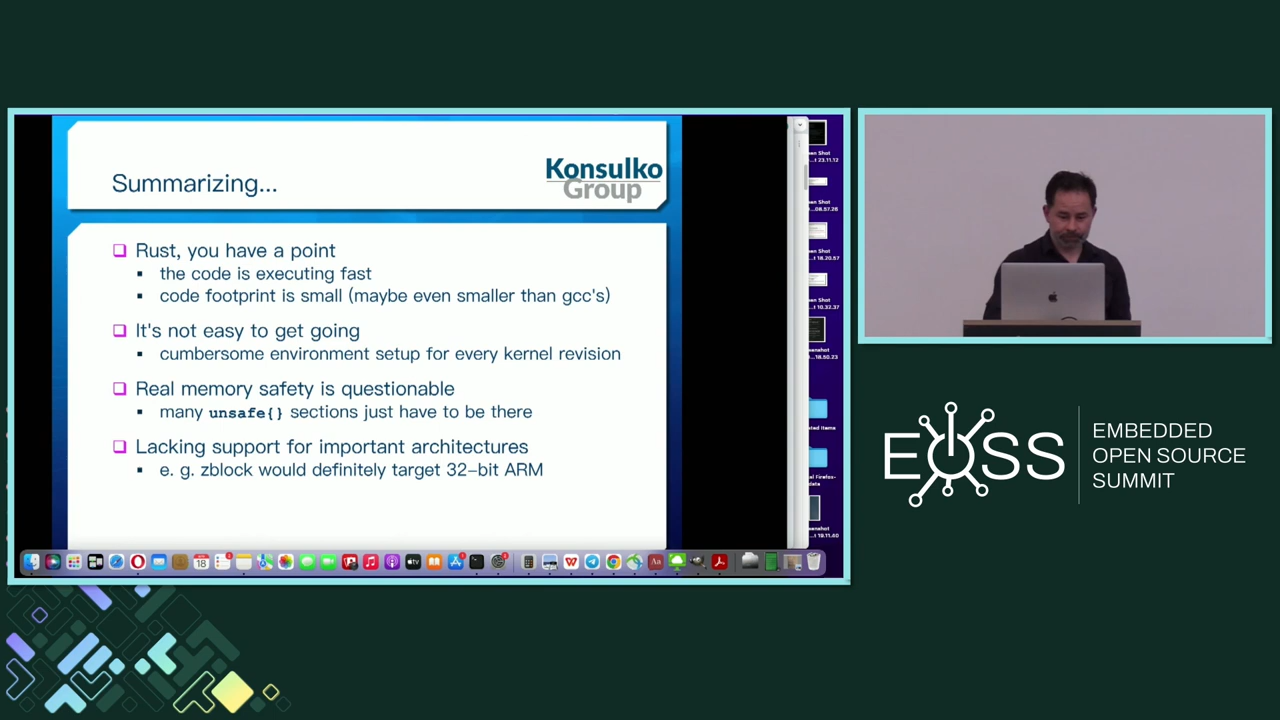 Summarizing...
Konsulko
Group
Rust, you have a point
the code is executing fast
code footprint is small (maybe even smaller than gcc's)
It's not easy to get going
cumbersome environment setup for every kernel revision
Real memory safety is questionable
many unsafe{} sections just have to be there
Lacking support for important architectures
e. g. zblock would definitely target 32-bit ARM
EOSS
EMBEDDED
OPEN SOURCE
SUMMIT